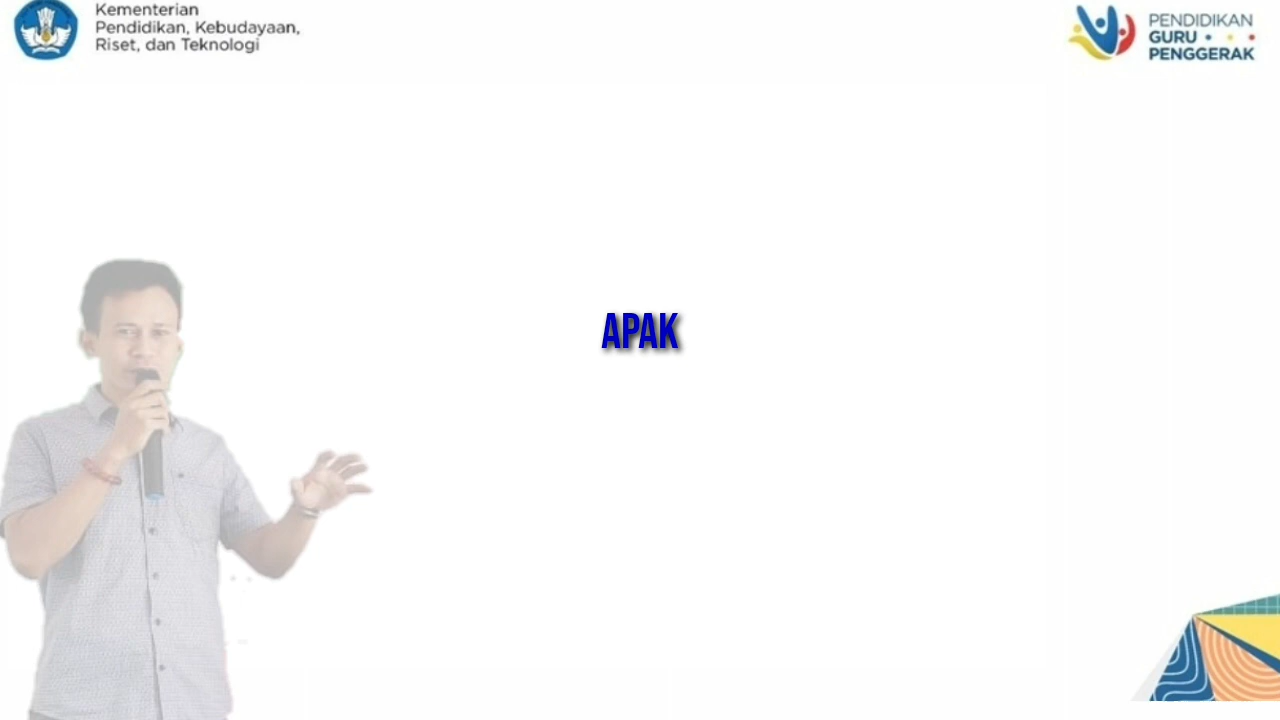 Kementerian
Pendidikan, Kebudayaan,
Riset, dan Teknologi
PENDIDIKAN
GURU
PENGGERAK
APAK